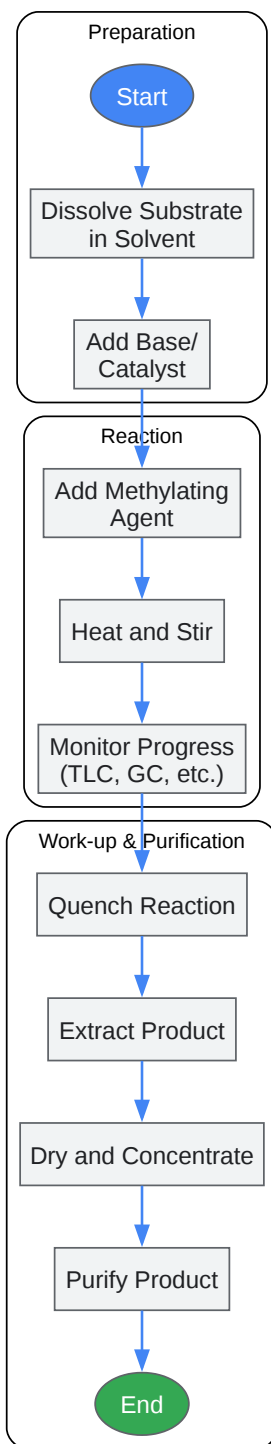 Preparation
Start
Dissolve Substrate
in Solvent
Add Base/
Catalyst
Reaction
Add Methylating
Agent
Heat and Stir
Monitor Progress
(TLC, GC, etc.)
Work-up & Purification
Quench Reaction
Extract Product
Dry and Concentrate
Purify Product
End